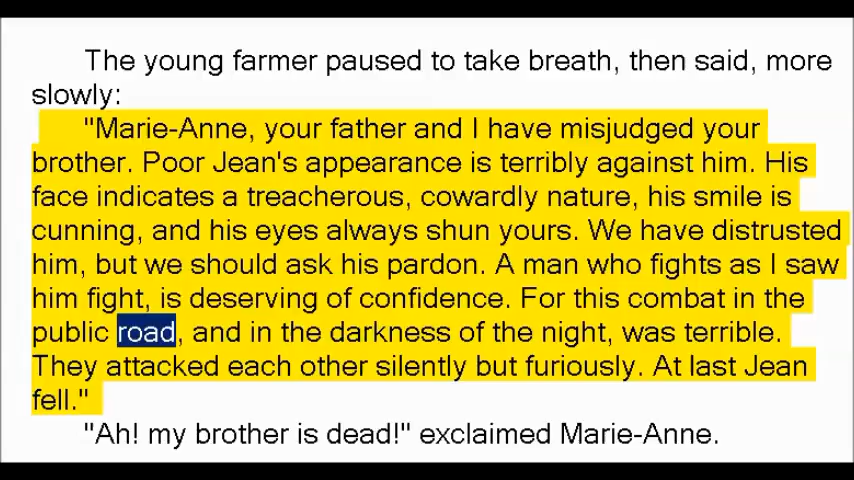 The young farmer paused to take breath, then said, more
slowly:
"Marie-Anne, your father and I have misjudged your
brother. Poor Jean's appearance is terribly against him. His
face indicates a treacherous, cowardly nature, his smile is
cunning, and his eyes always shun yours. We have distrusted
him, but we should ask his pardon. A man who fights as I saw
him fight, is deserving of confidence. For this combat in the
public road, and in the darkness of the night, was terrible.
They attacked each other silently but furiously. At last Jean
fell."
"Ah! my brother is dead!" exclaimed Marie-Anne.